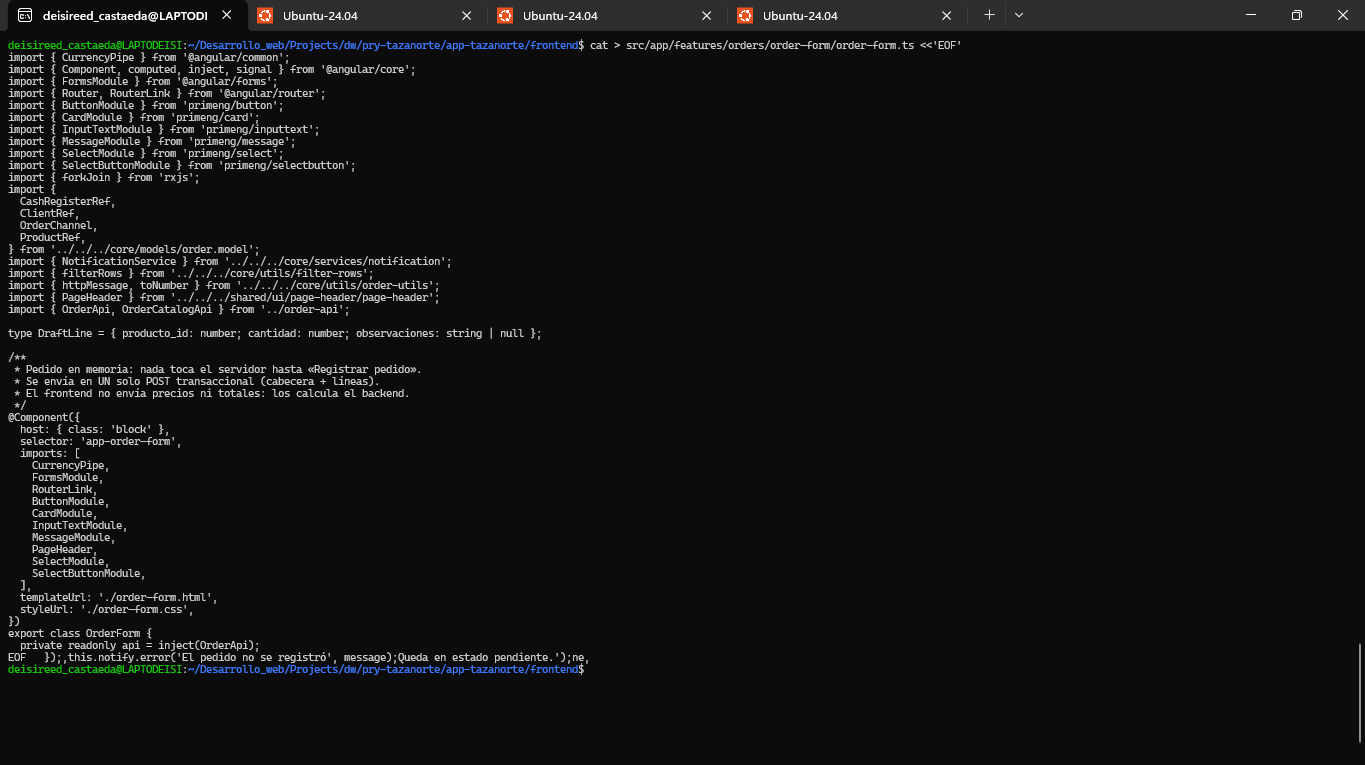 deisireed_castaeda@LAPTODI
Ubuntu-24.04
Ubuntu-24.04
Ubuntu-24.04
deisireed_castaeda@LAPTODEISI:~/Desarrollo_web/Projects/dw/pry-tazanorte/app-tazanorte/frontend$ cat > src/app/features/orders/order-form/order-form.ts <<'EOF'
import { CurrencyPipe } from '@angular/common';
import { Component, computed, inject, signal } from '@angular/core';
import { FormsModule } from '@angular/forms';
import { Router, RouterLink } from '@angular/router';
import { ButtonModule } from 'primeng/button';
import { CardModule } from 'primeng/card';
import { InputTextModule } from 'primeng/inputtext';
import { MessageModule } from 'primeng/message';
import { SelectModule } from 'primeng/select';
import { SelectButtonModule } from 'primeng/selectbutton';
import { forkJoin } from 'rxjs';
import {
  CashRegisterRef,
  ClientRef,
  OrderChannel,
  ProductRef,
} from '../../../core/models/order.model';
import { NotificationService } from '../../../core/services/notification';
import { filterRows } from '../../../core/utils/filter-rows';
import { httpMessage, toNumber } from '../../../core/utils/order-utils';
import { PageHeader } from '../../../shared/ui/page-header/page-header';
import { OrderApi, OrderCatalogApi } from '../order-api';

type DraftLine = { producto_id: number; cantidad: number; observaciones: string | null };

/**
 * Pedido en memoria: nada toca el servidor hasta «Registrar pedido».
 * Se envía en UN solo POST transaccional (cabecera + líneas).
 * El frontend no envía precios ni totales: los calcula el backend.
 */
@Component({
  host: { class: 'block' },
  selector: 'app-order-form',
  imports: [
    CurrencyPipe,
    FormsModule,
    RouterLink,
    ButtonModule,
    CardModule,
    InputTextModule,
    MessageModule,
    PageHeader,
    SelectModule,
    SelectButtonModule,
  ],
  templateUrl: './order-form.html',
  styleUrl: './order-form.css',
})
export class OrderForm {
  private readonly api = inject(OrderApi);
EOF   });,this.notify.error('El pedido no se registró', message);Queda en estado pendiente.');ne,
deisireed_castaeda@LAPTODEISI:~/Desarrollo_web/Projects/dw/pry-tazanorte/app-tazanorte/frontend$